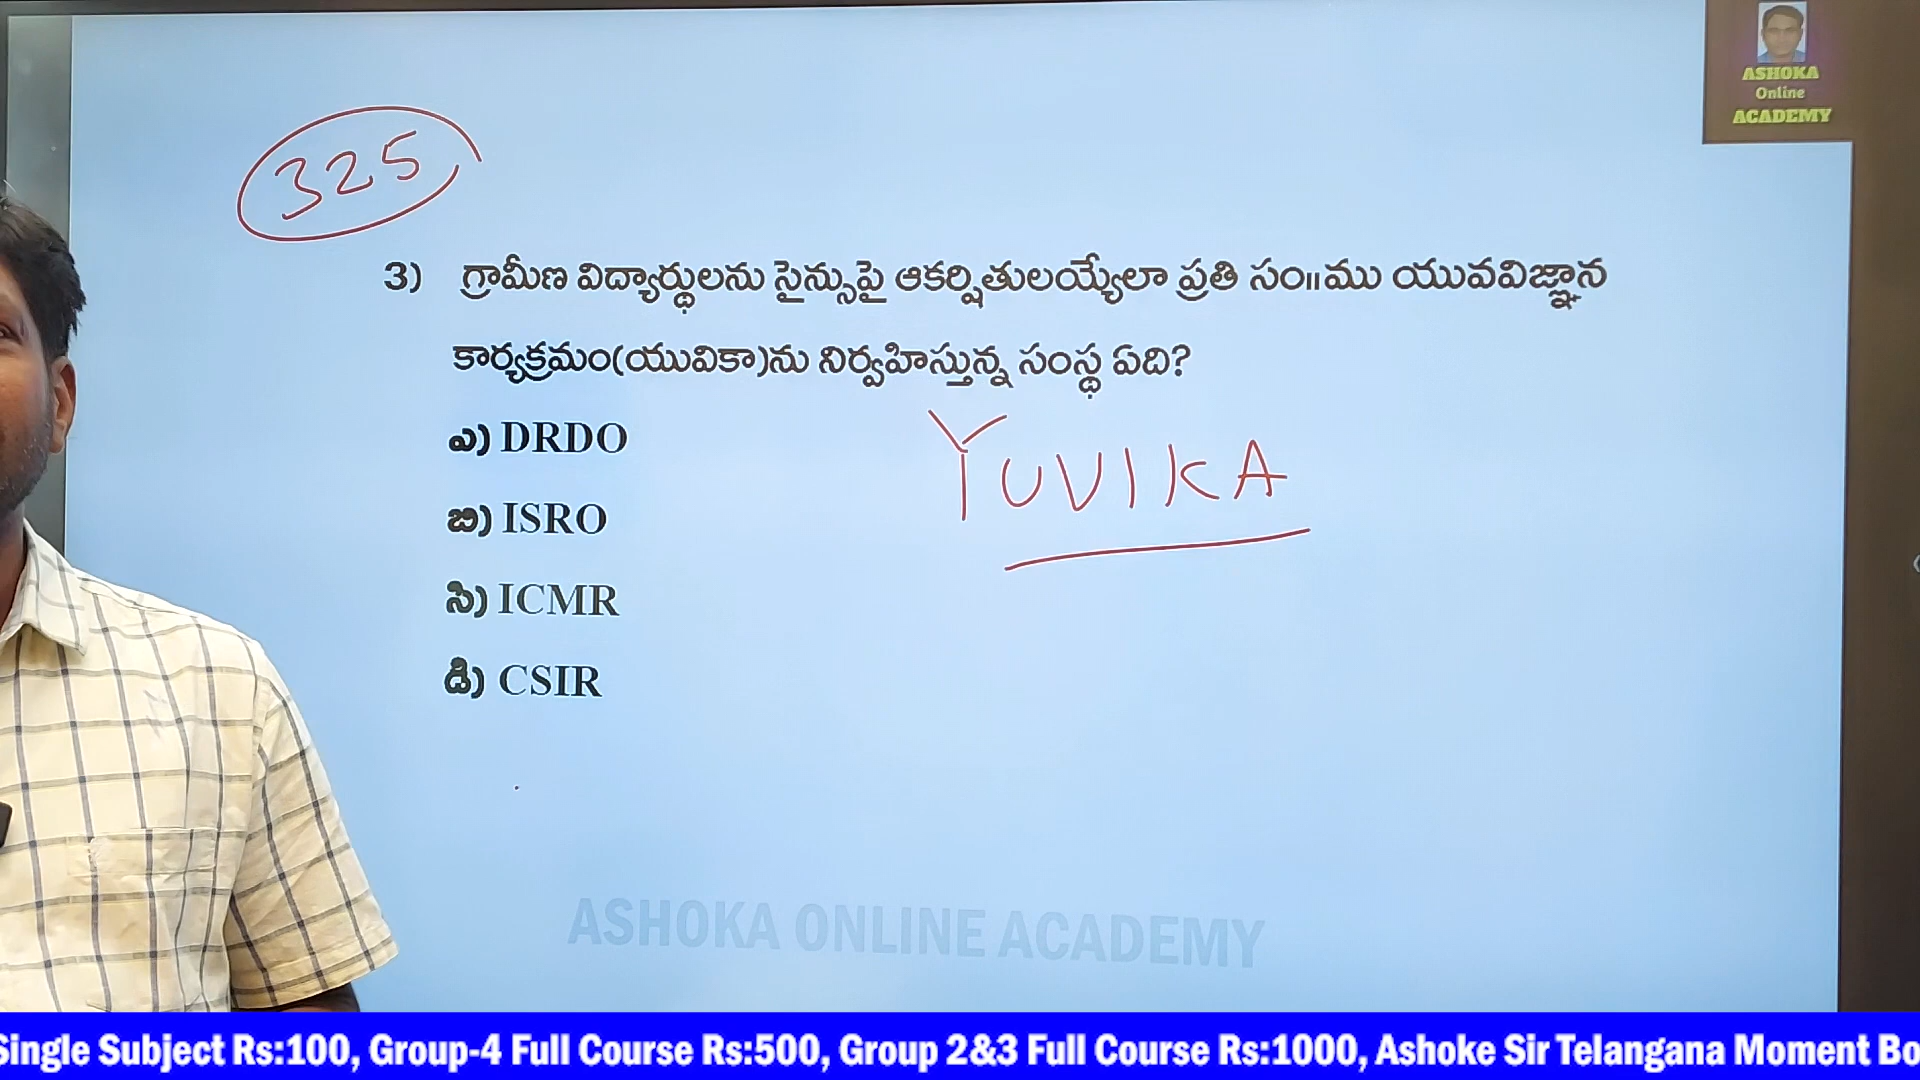 ASHOKA
Online
ACADEMY
325
3) గ్రామీణ విద్యార్థులను సైన్సుపై ఆకర్షితులయ్యేలా ప్రతి సం॥ము యువవిజ్ఞాన
కార్యక్రమం(యువికా)ను నిర్వహిస్తున్న సంస్థ ఏది?
ఎ) DRDO
YUVIKA
బి) ISRO
సి) ICMR
డి) CSIR
ASHOKA ONLINE ACADEMY
Single Subject Rs:100, Group-4 Full Course Rs:500, Group 2&3 Full Course Rs:1000, Ashoke Sir Telangana Moment Bo